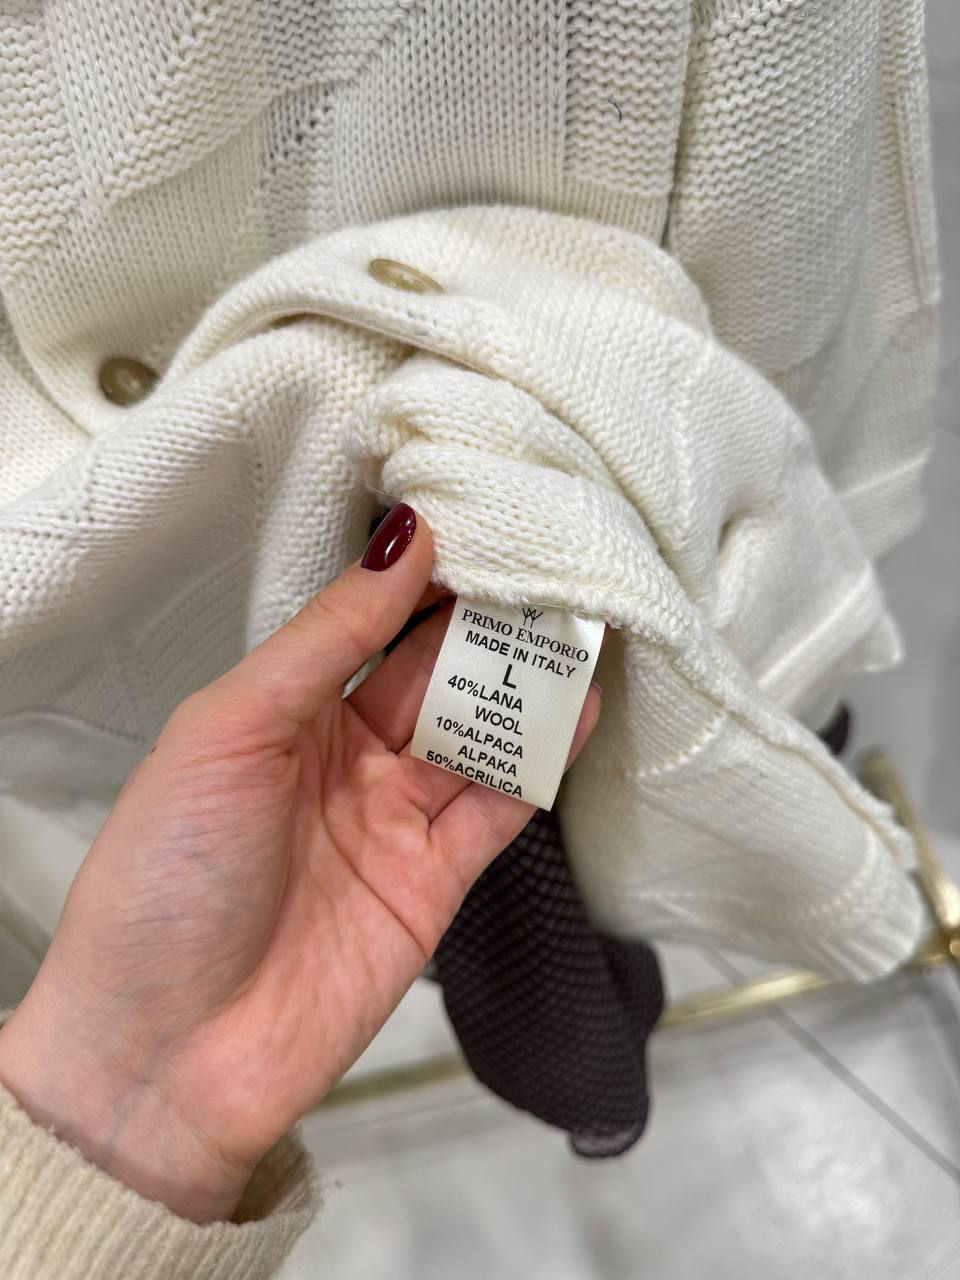 PRIMO EMPORIO
MADE IN ITALY
L
40%LANA
WOOL
10%ALPACA
ALPAKA
50%ACRILICA